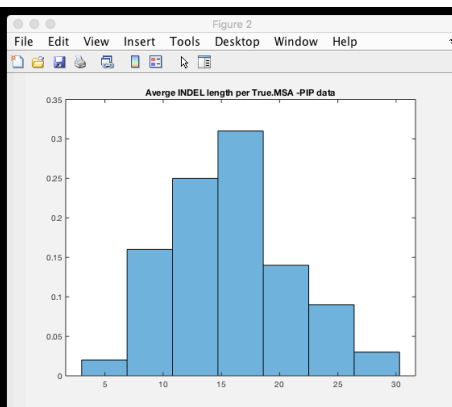 Figure 2
File Edit View Insert Tools Desktop Window Help
Averge INDEL length per True.MSA -PIP data
0.35
0.3
0.25
0.2
0.15
0.1
0.05
0
5 10 15 20 25 30